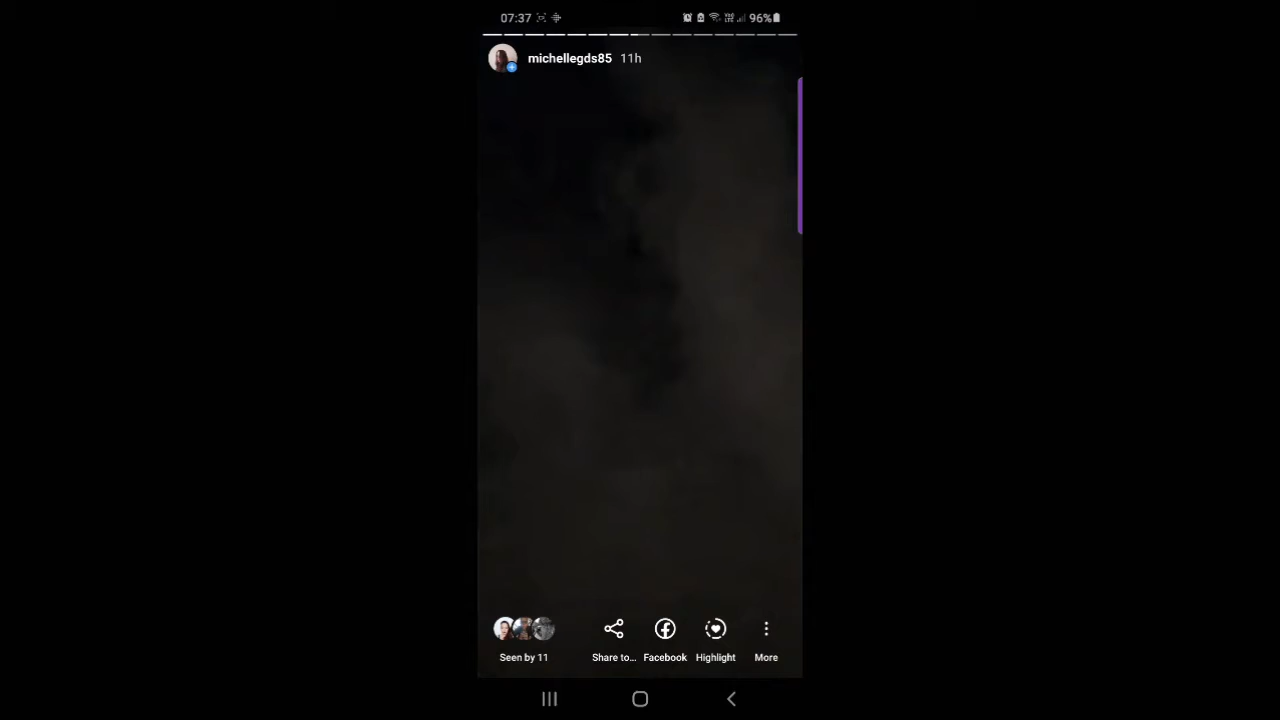 07:37 96%
michellegds85 11h
Seen by 11 Share to... Facebook Highlight More